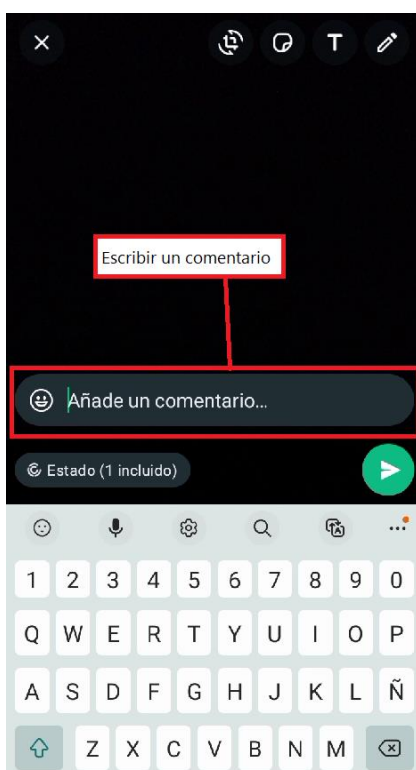 T
Escribir un comentario
Añade un comentario...
Estado (1 incluido)
1 2 3 4 5 6 7 8 9 0
Q W E R T Y U I O P
A S D F G H J K L Ñ
Z X C V B N M